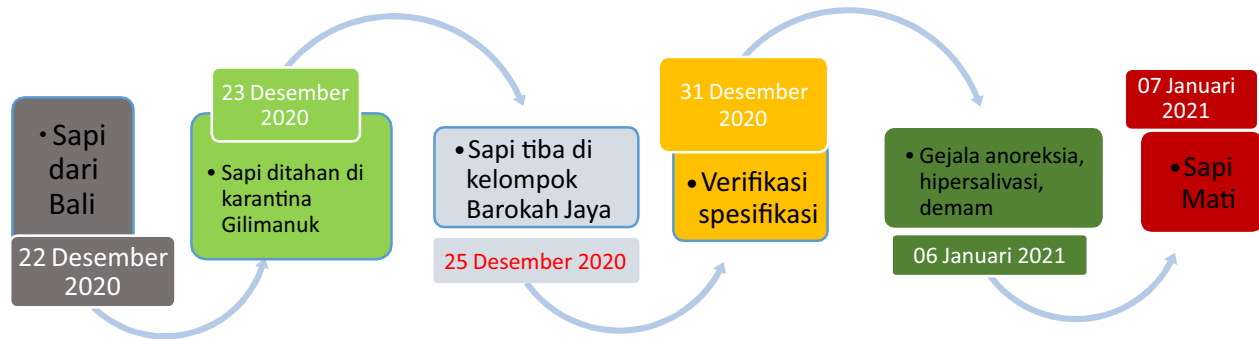 • Sapi
dari
Bali
22 Desember
2020
23 Desember
2020
• Sapi ditahan di
karantina
Gilimanuk
• Sapi tiba di
kelompok
Barokah Jaya
25 Desember 2020
31 Desember
2020
• Verifikasi
spesifikasi
• Gejala anoreksia,
hipersalivasi,
demam
06 Januari 2021
07 Januari
2021
• Sapi
Mati